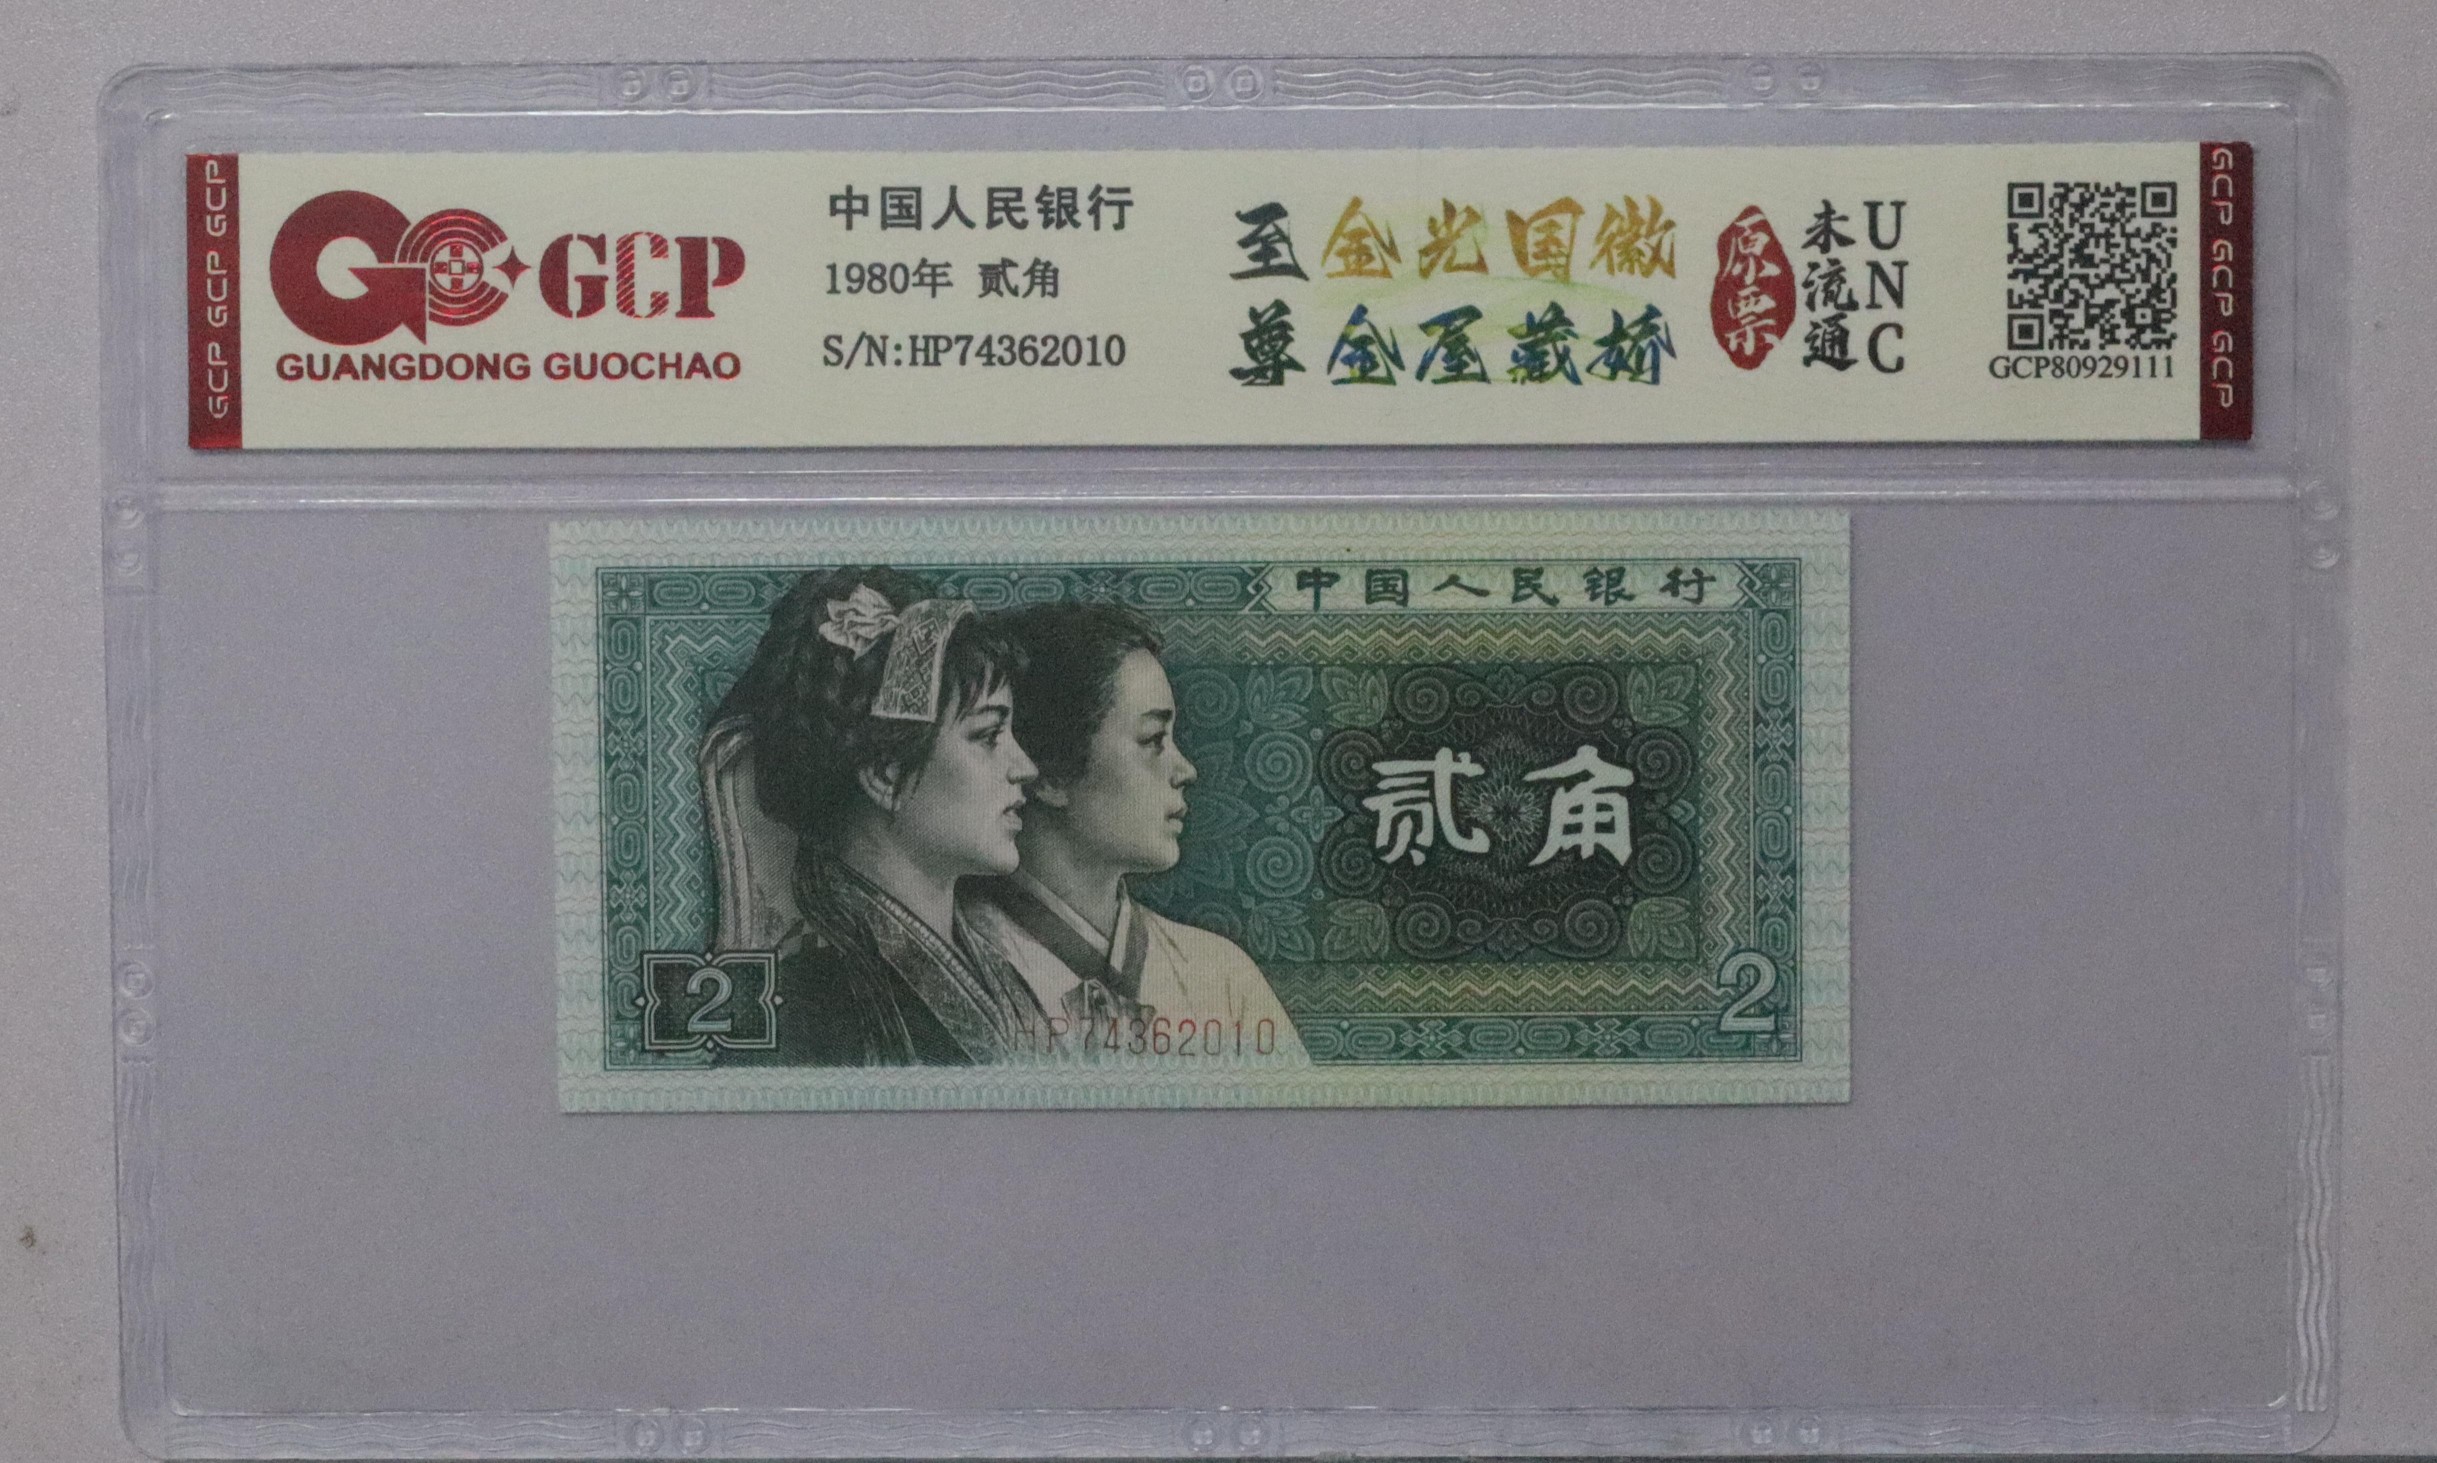 GCP GCP GCP
GCP
GUANGDONG GUOCHAO
中国人民银行
1980年 贰角
S/N:HP74362010
至尊
金光国徽
金屋藏娇
原票
未流通
UNC
GCP80929111
GCP GCP GCP
中国人民银行
贰角
2
2
HP74362010